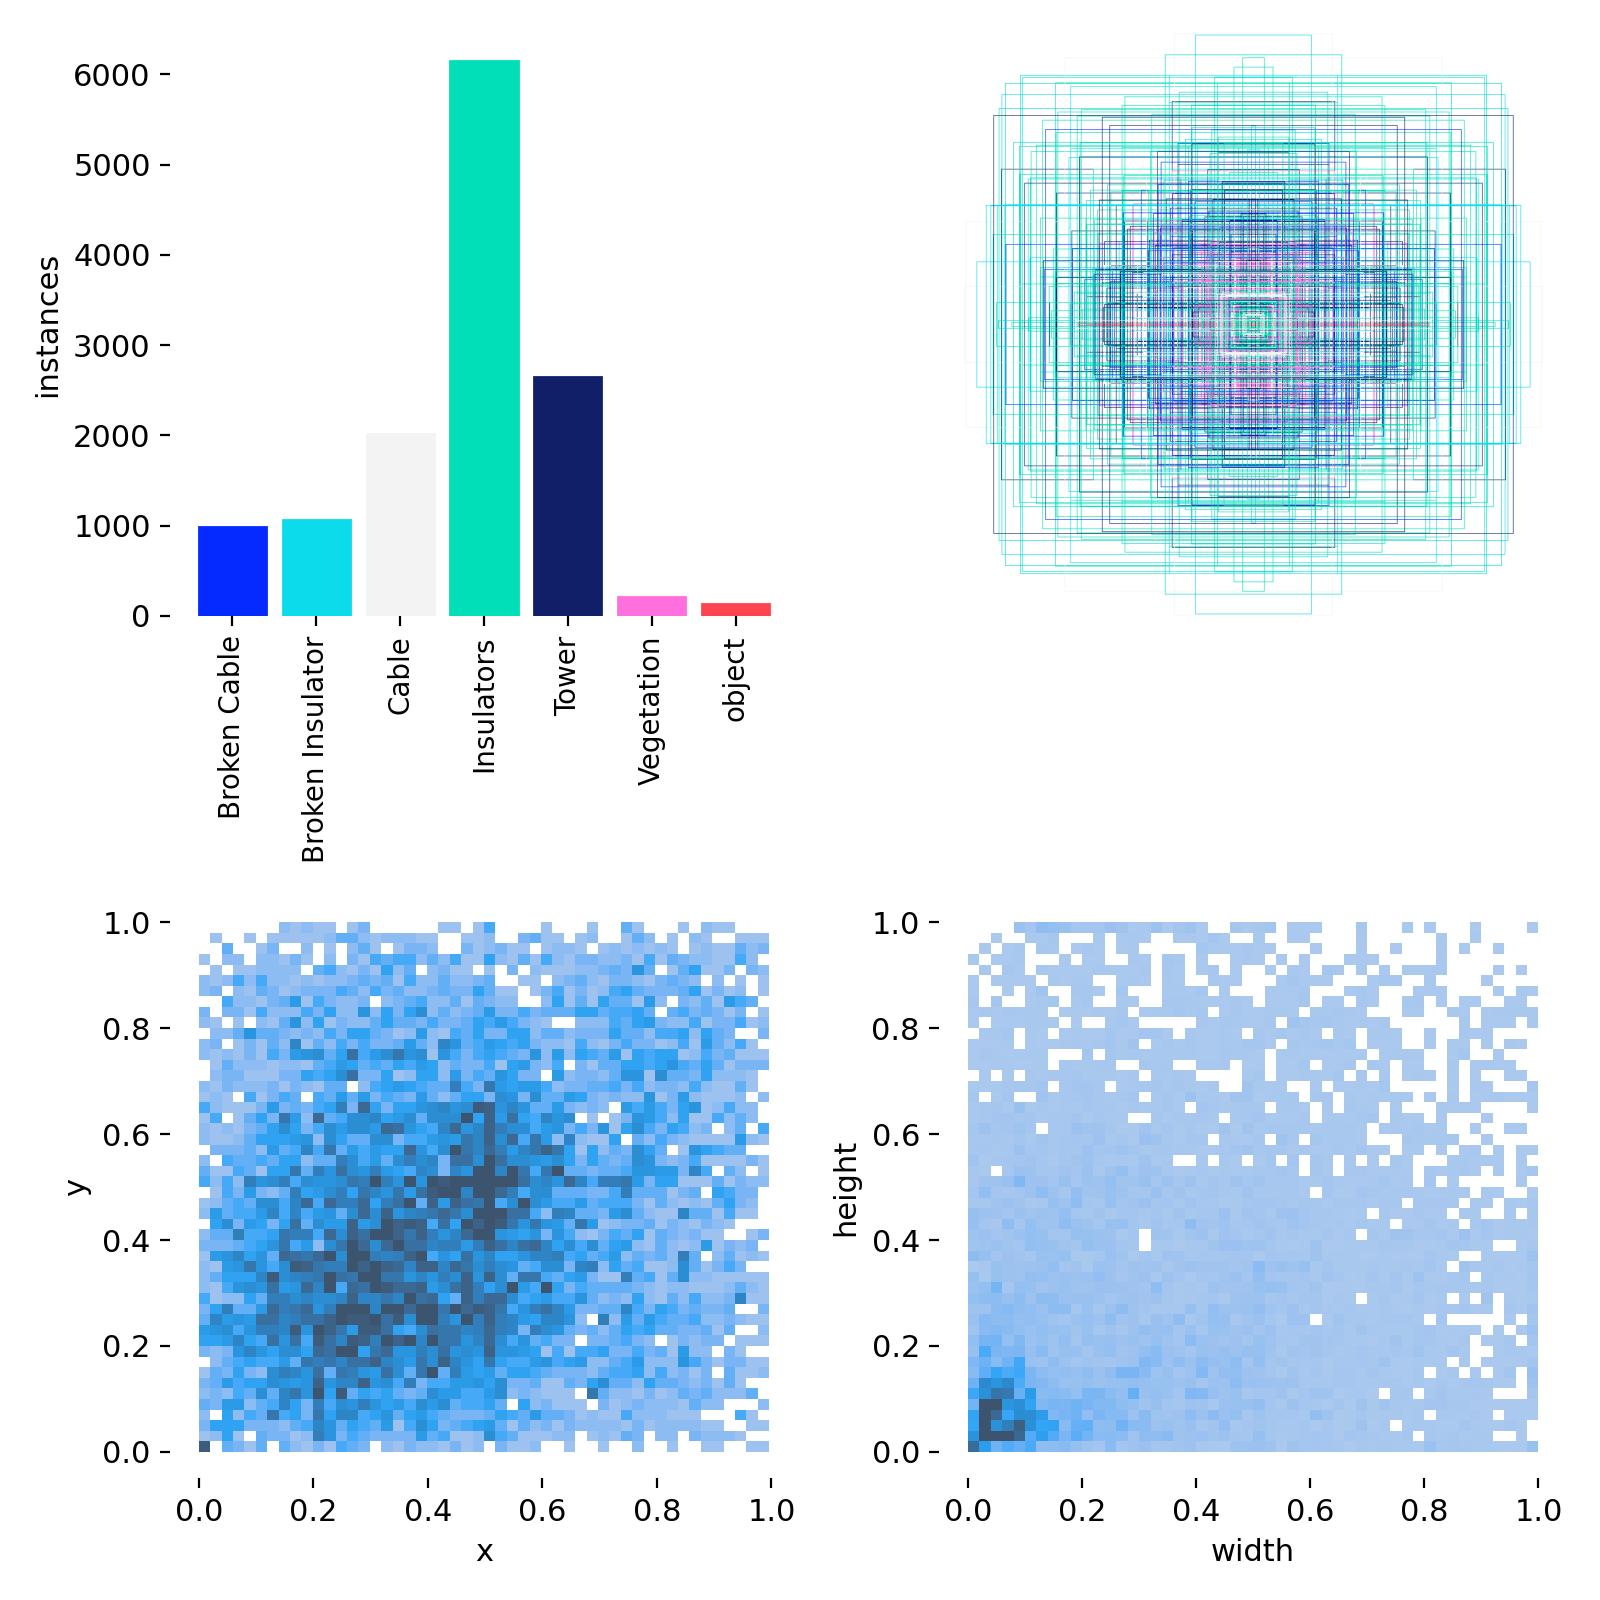 instances
6000
5000
4000
3000
2000
1000
0
Broken Cable
Broken Insulator
Cable
Insulators
Tower
Vegetation
object
y
1.0
0.8
0.6
0.4
0.2
0.0
0.0 0.2 0.4 0.6 0.8 1.0
x
height
1.0
0.8
0.6
0.4
0.2
0.0
0.0 0.2 0.4 0.6 0.8 1.0
width